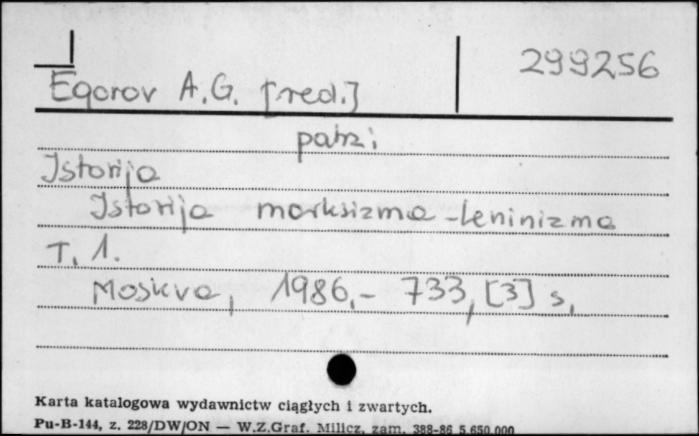 299256
Egorov A.G. [red.]
patrz:
Istorija
Istorija marksizma-leninizma
T. 1.
Moskva, 1986.- 733, [3] s.
Karta katalogowa wydawnictw ciągłych i zwartych.
Pu-B-144, z. 228/DW/ON — W.Z.Graf. Milicz, zam. 388-86 5.650.000